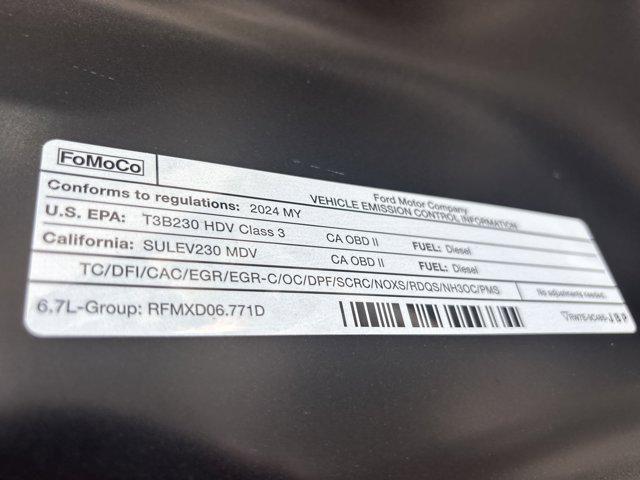 FoMoCo
Ford Motor Company
VEHICLE EMISSION CONTROL INFORMATION
Conforms to regulations: 2024 MY
U.S. EPA: T3B230 HDV Class 3 CA OBD II FUEL: Diesel
California: SULEV230 MDV CA OBD II FUEL: Diesel
TC/DFI/CAC/EGR/EGR-C/OC/DPF/SCRC/NOXS/RDQS/NH3OC/PMS No adjustments needed.
6.7L-Group: RFMXD06.771D JBP